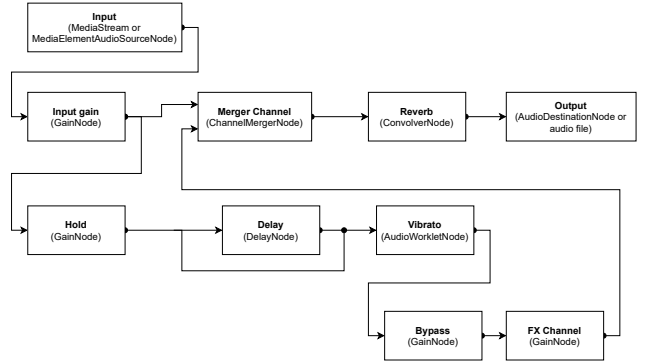 Input
(MediaStream or
MediaElementAudioSourceNode)
Input gain
(GainNode)
Merger Channel
(ChannelMergerNode)
Reverb
(ConvolverNode)
Output
(AudioDestinationNode or
audio file)
Hold
(GainNode)
Delay
(DelayNode)
Vibrato
(AudioWorkletNode)
Bypass
(GainNode)
FX Channel
(GainNode)